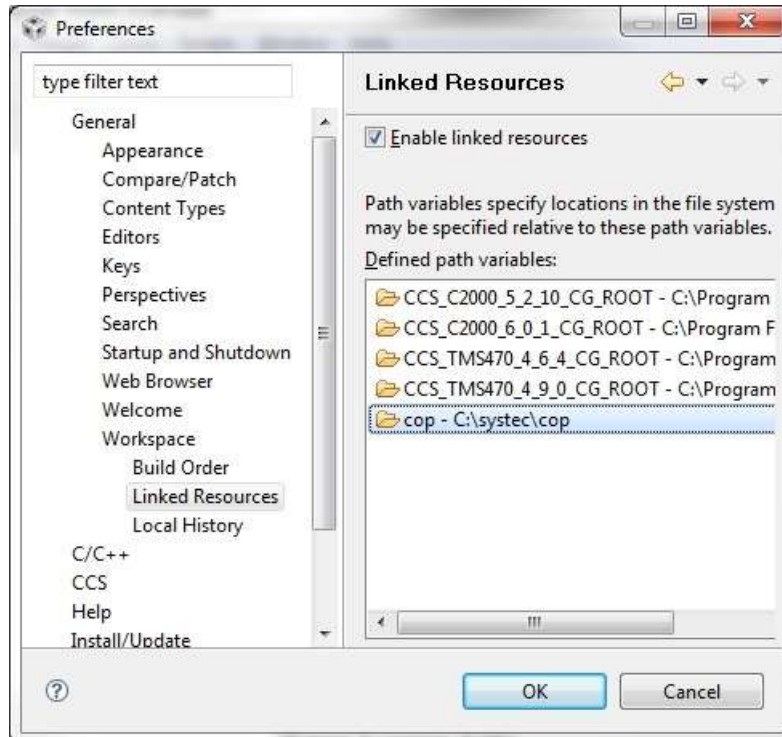 Preferences
type filter text
General
Appearance
Compare/Patch
Content Types
Editors
Keys
Perspectives
Search
Startup and Shutdown
Web Browser
Welcome
Workspace
Build Order
Linked Resources
Local History
C/C++
CCS
Help
Install/Update
Linked Resources
Enable linked resources
Path variables specify locations in the file system
may be specified relative to these path variables.
Defined path variables:
CCS_C2000_5_2_10_CG_ROOT - C:\Program
CCS_C2000_6_0_1_CG_ROOT - C:\Program F
CCS_TMS470_4_6_4_CG_ROOT - C:\Program
CCS_TMS470_4_9_0_CG_ROOT - C:\Program
cop - C:\systec\cop
OK
Cancel